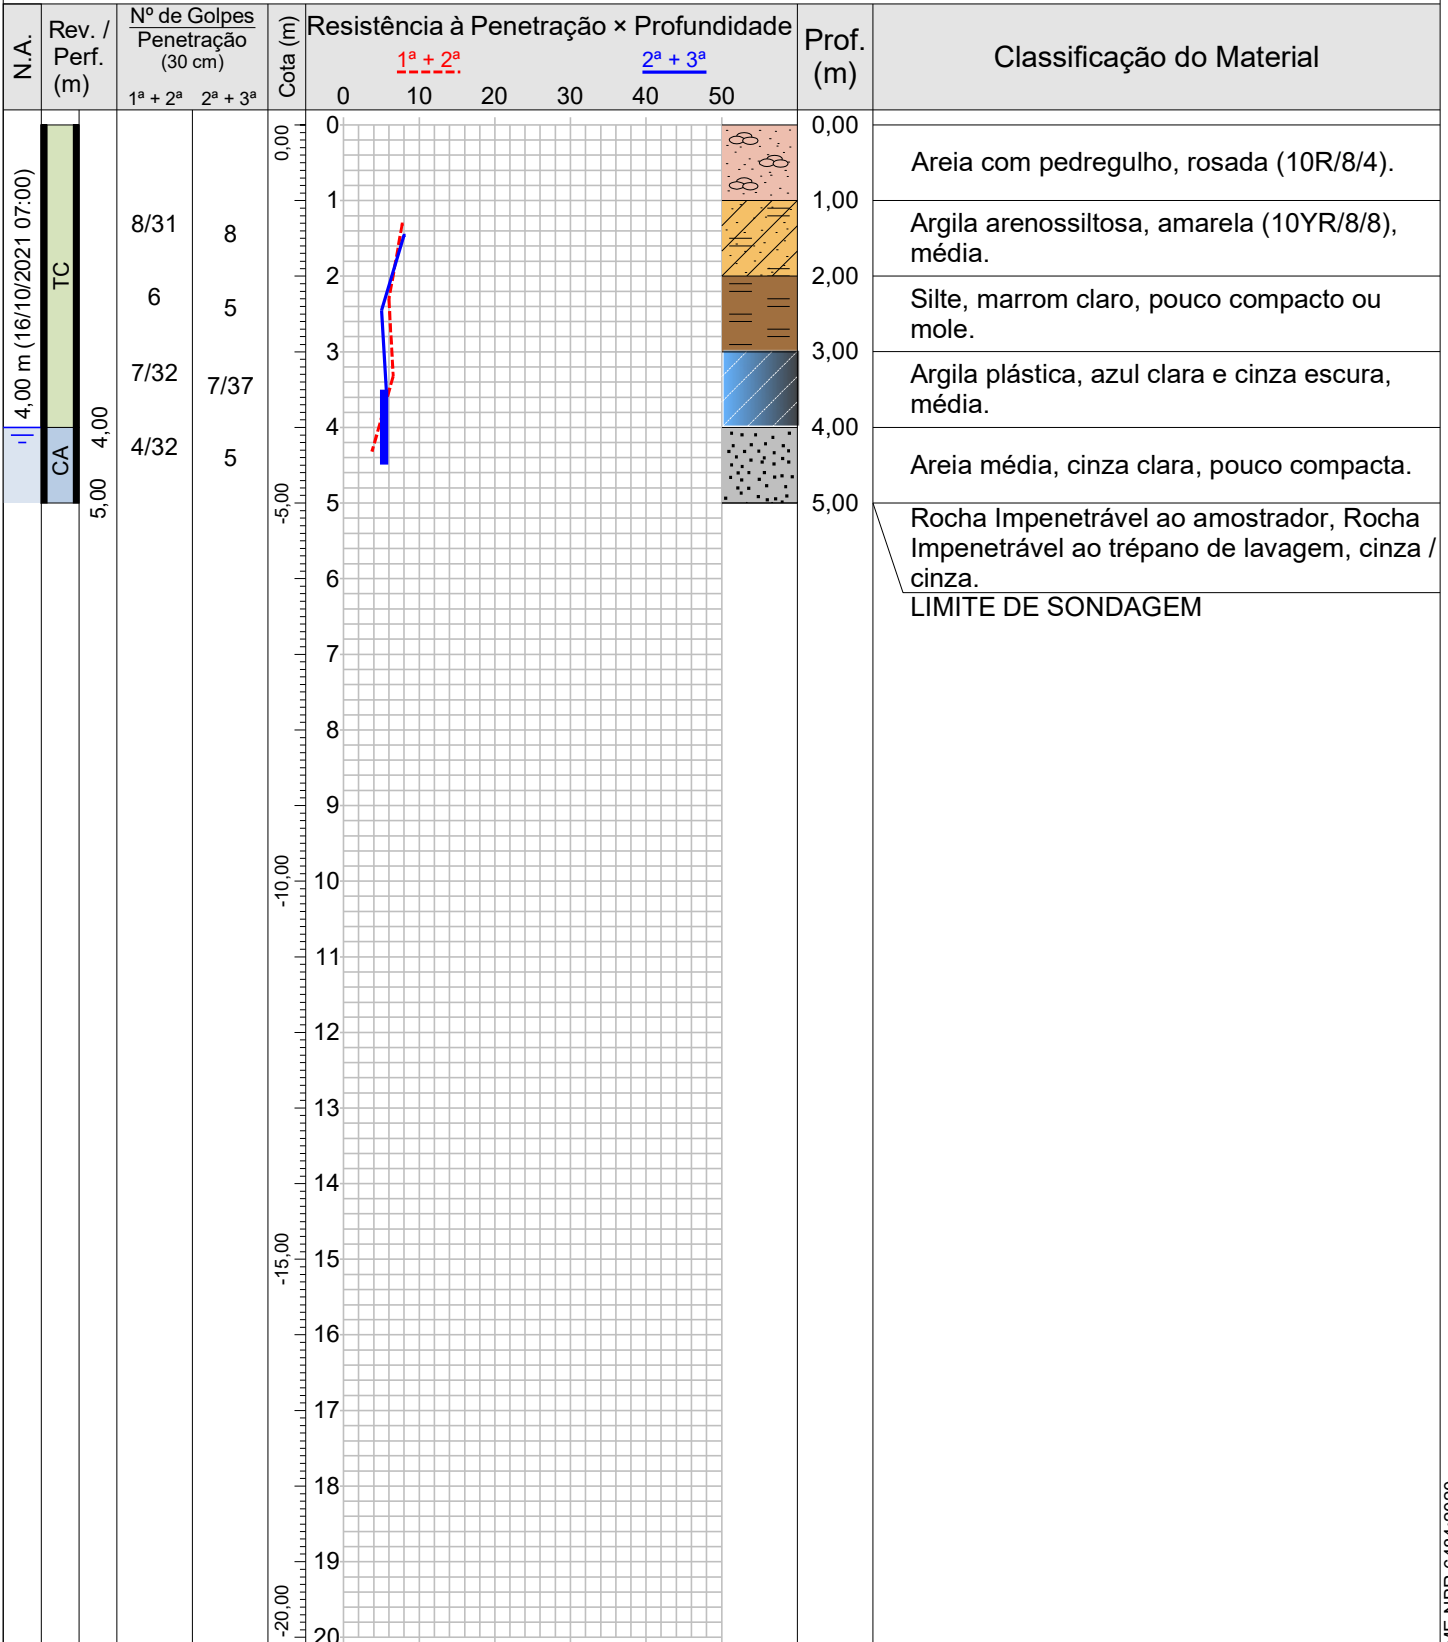 N.A.
Rev. /
Perf.
(m)
Nº de Golpes
Penetração
(30 cm)
1ª + 2ª
2ª + 3ª
Cota (m)
Resistência à Penetração × Profundidade
1ª + 2ª
2ª + 3ª
0 10 20 30 40 50
Prof.
(m)
Classificação do Material
4,00 m (16/10/2021 07:00)
TC
CA
4,00
5,00
8/31
6
7/32
4/32
8
5
7/37
5
0,00
-5,00
-10,00
-15,00
-20,00
0
1
2
3
4
5
6
7
8
9
10
11
12
13
14
15
16
17
18
19
20
0,00
1,00
2,00
3,00
4,00
5,00
Areia com pedregulho, rosada (10R/8/4).
Argila arenossiltosa, amarela (10YR/8/8),
média.
Silte, marrom claro, pouco compacto ou
mole.
Argila plástica, azul clara e cinza escura,
média.
Areia média, cinza clara, pouco compacta.
Rocha Impenetrável ao amostrador, Rocha
Impenetrável ao trépano de lavagem, cinza /
cinza.
LIMITE DE SONDAGEM